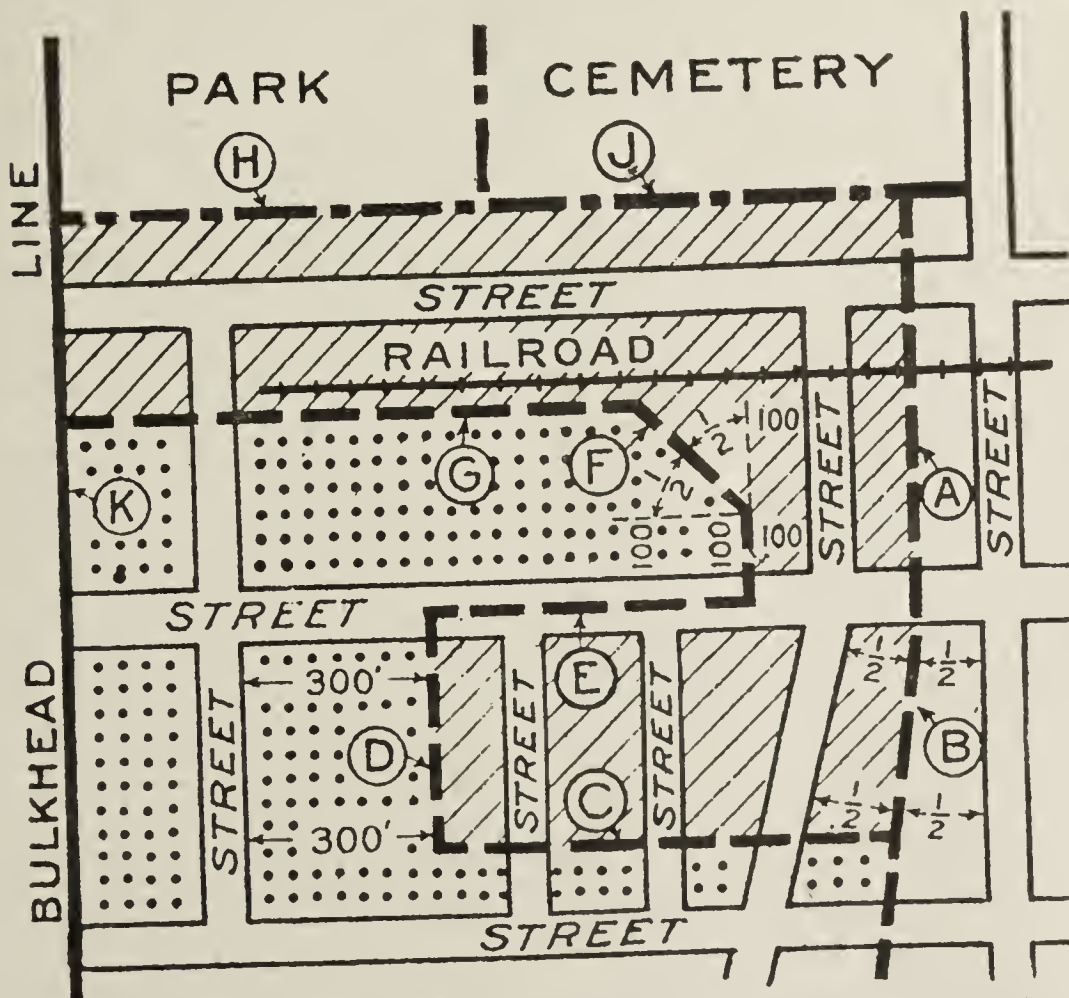 PARK
CEMETERY
H
J
LINE
STREET
RAILROAD
1/2
100
F
G
K
1/2
100
100
100
STREET
A
STREET
STREET
300'
E
1/2
1/2
D
STREET
STREET
STREET
B
C
300'
1/2
1/2
BULKHEAD
STREET